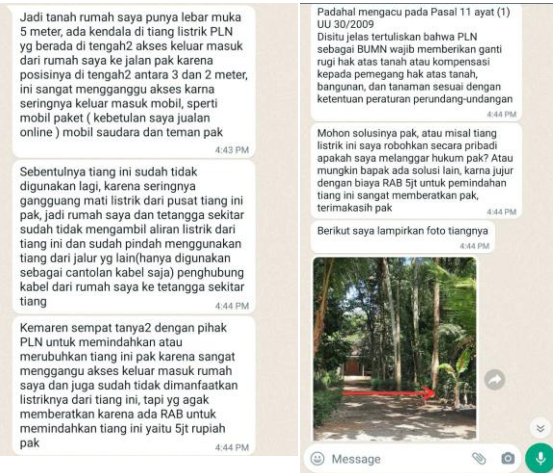 Jadi tanah rumah saya punya lebar muka
5 meter, ada kendala di tiang listrik PLN
yg berada di tengah2 akses keluar masuk
dari rumah saya ke jalan pak karena
posisinya di tengah2 antara 3 dan 2 meter,
ini sangat mengganggu akses karna
seringnya keluar masuk mobil, sperti
mobil paket ( kebetulan saya jualan
online ) mobil saudara dan teman pak
4:43 PM
Sebentulnya tiang ini sudah tidak
digunakan lagi, karena seringnya
gangguang mati listrik dari pusat tiang ini
pak, jadi rumah saya dan tetangga sekitar
sudah tidak mengambil aliran listrik dari
tiang ini dan sudah pindah menggunakan
tiang dari jalur yg lain(hanya digunakan
sebagai cantolan kabel saja) penghubung
kabel dari rumah saya ke tetangga sekitar
tiang
4:44 PM
Kemaren sempat tanya2 dengan pihak
PLN untuk memindahkan atau
merubuhkan tiang ini pak karena sangat
menggangu akses keluar masuk rumah
saya dan juga sudah tidak dimanfaatkan
listriknya dari tiang ini, tapi yg agak
memberatkan karena ada RAB untuk
memindahkan tiang ini yaitu 5jt rupiah
pak
4:44 PM
Padahal mengacu pada Pasal 11 ayat (1)
UU 30/2009
Disitu jelas tertuliskan bahwa PLN
sebagai BUMN wajib memberikan ganti
rugi hak atas tanah atau kompensasi
kepada pemegang hak atas tanah,
bangunan, dan tanaman sesuai dengan
ketentuan peraturan perundang-undangan
4:44 PM
Mohon solusinya pak, atau misal tiang
listrik ini saya robohkan secara pribadi
apakah saya melanggar hukum pak? Atau
mungkin bapak ada solusi lain, karna jujur
dengan biaya RAB 5jt untuk pemindahan
tiang ini sangat memberatkan pak,
terimakasih pak
4:44 PM
Berikut saya lampirkan foto tiangnya
4:44 PM
Message